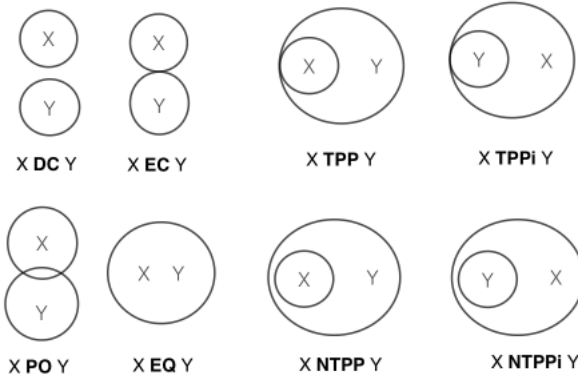 X X X Y
Y Y Y X
X DC Y X EC Y X TPP Y X TPPi Y
X X Y X Y Y X
Y
X PO Y X EQ Y X NTPP Y X NTPPi Y